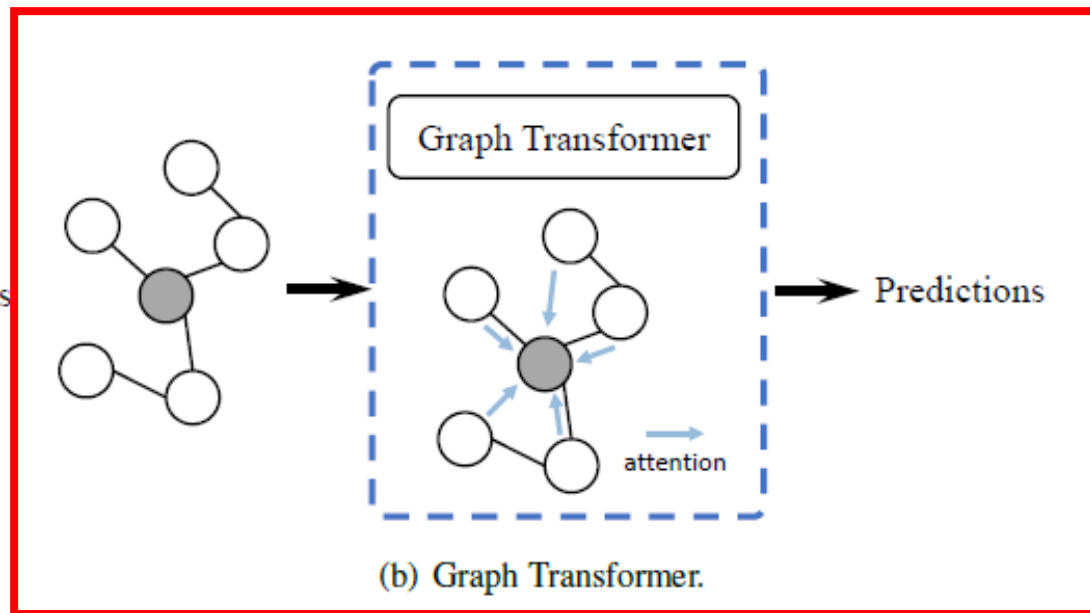 Graph Transformer
s
Predictions
attention
(b) Graph Transformer.